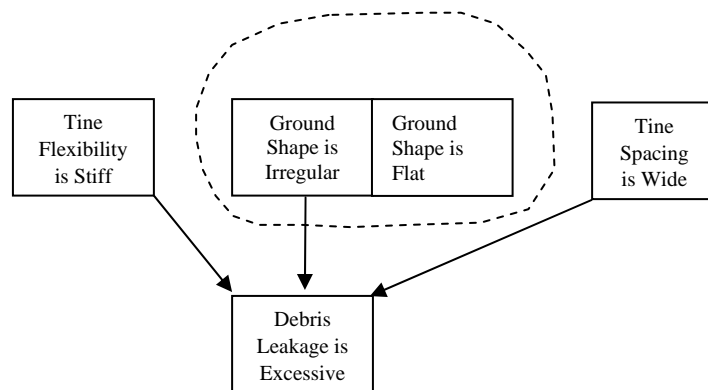 Tine
Flexibility
is Stiff
Ground
Shape is
Irregular
Ground
Shape is
Flat
Tine
Spacing
is Wide
Debris
Leakage is
Excessive